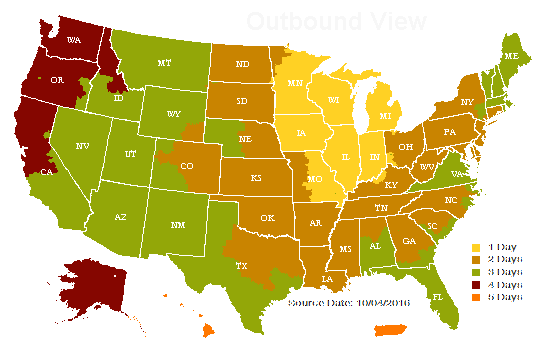 Outbound View
WA
MT
ND
MN
ME
OR
ID
SD
WI
MI
NY
WY
IA
PA
NV
UT
NE
IL
IN
OH
CA
CO
KS
MO
WV
VA
KY
AZ
NM
OK
AR
TN
NC
SC
TX
MS
AL
GA
LA
FL
1 Day
2 Days
3 Days
4 Days
5 Days
Source Date: 10/04/2016